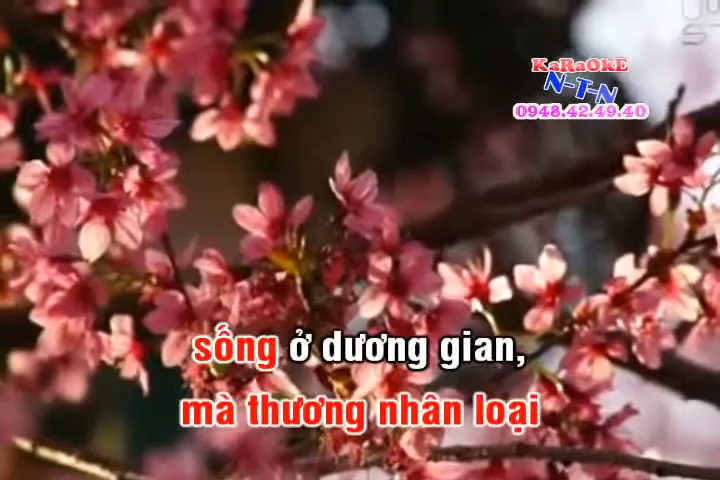 KaRaOkE
N-T-N
0948.42.49.40
sống ở dương gian,
mà thương nhân loại